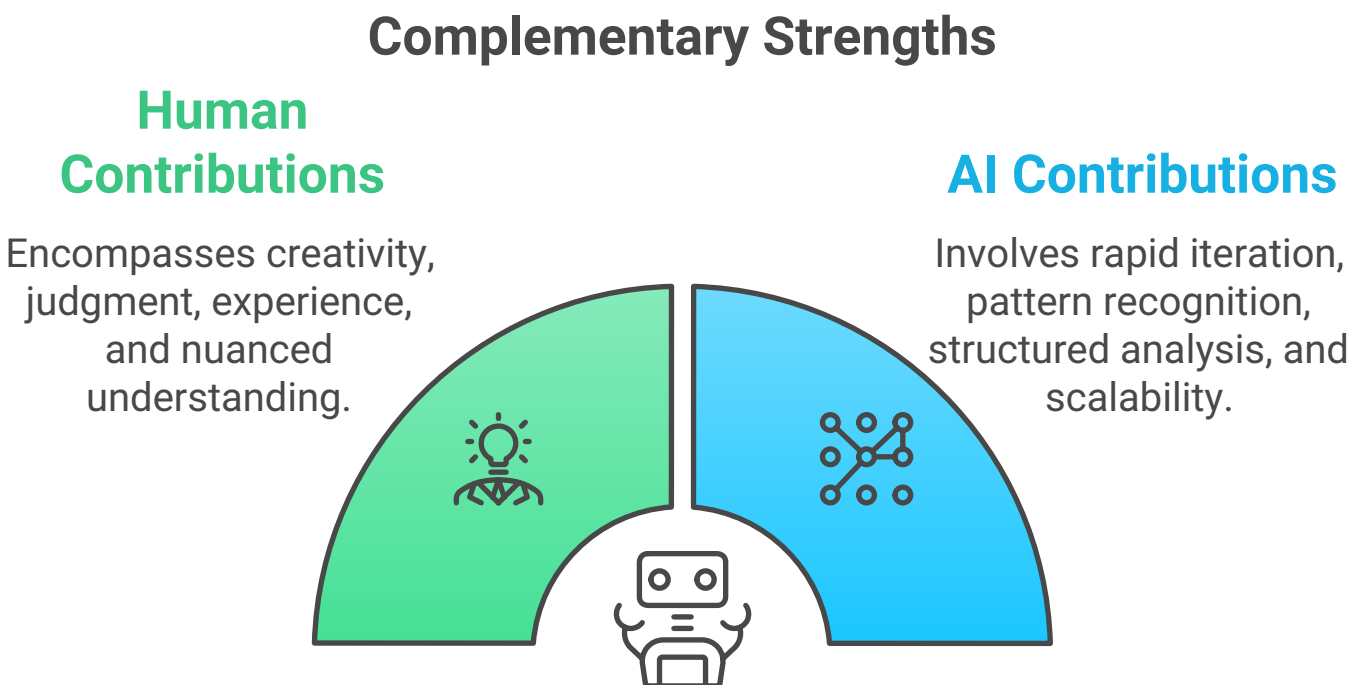 Complementary Strengths
Human
Contributions
Encompasses creativity,
judgment, experience,
and nuanced
understanding.
AI Contributions
Involves rapid iteration,
pattern recognition,
structured analysis, and
scalability.